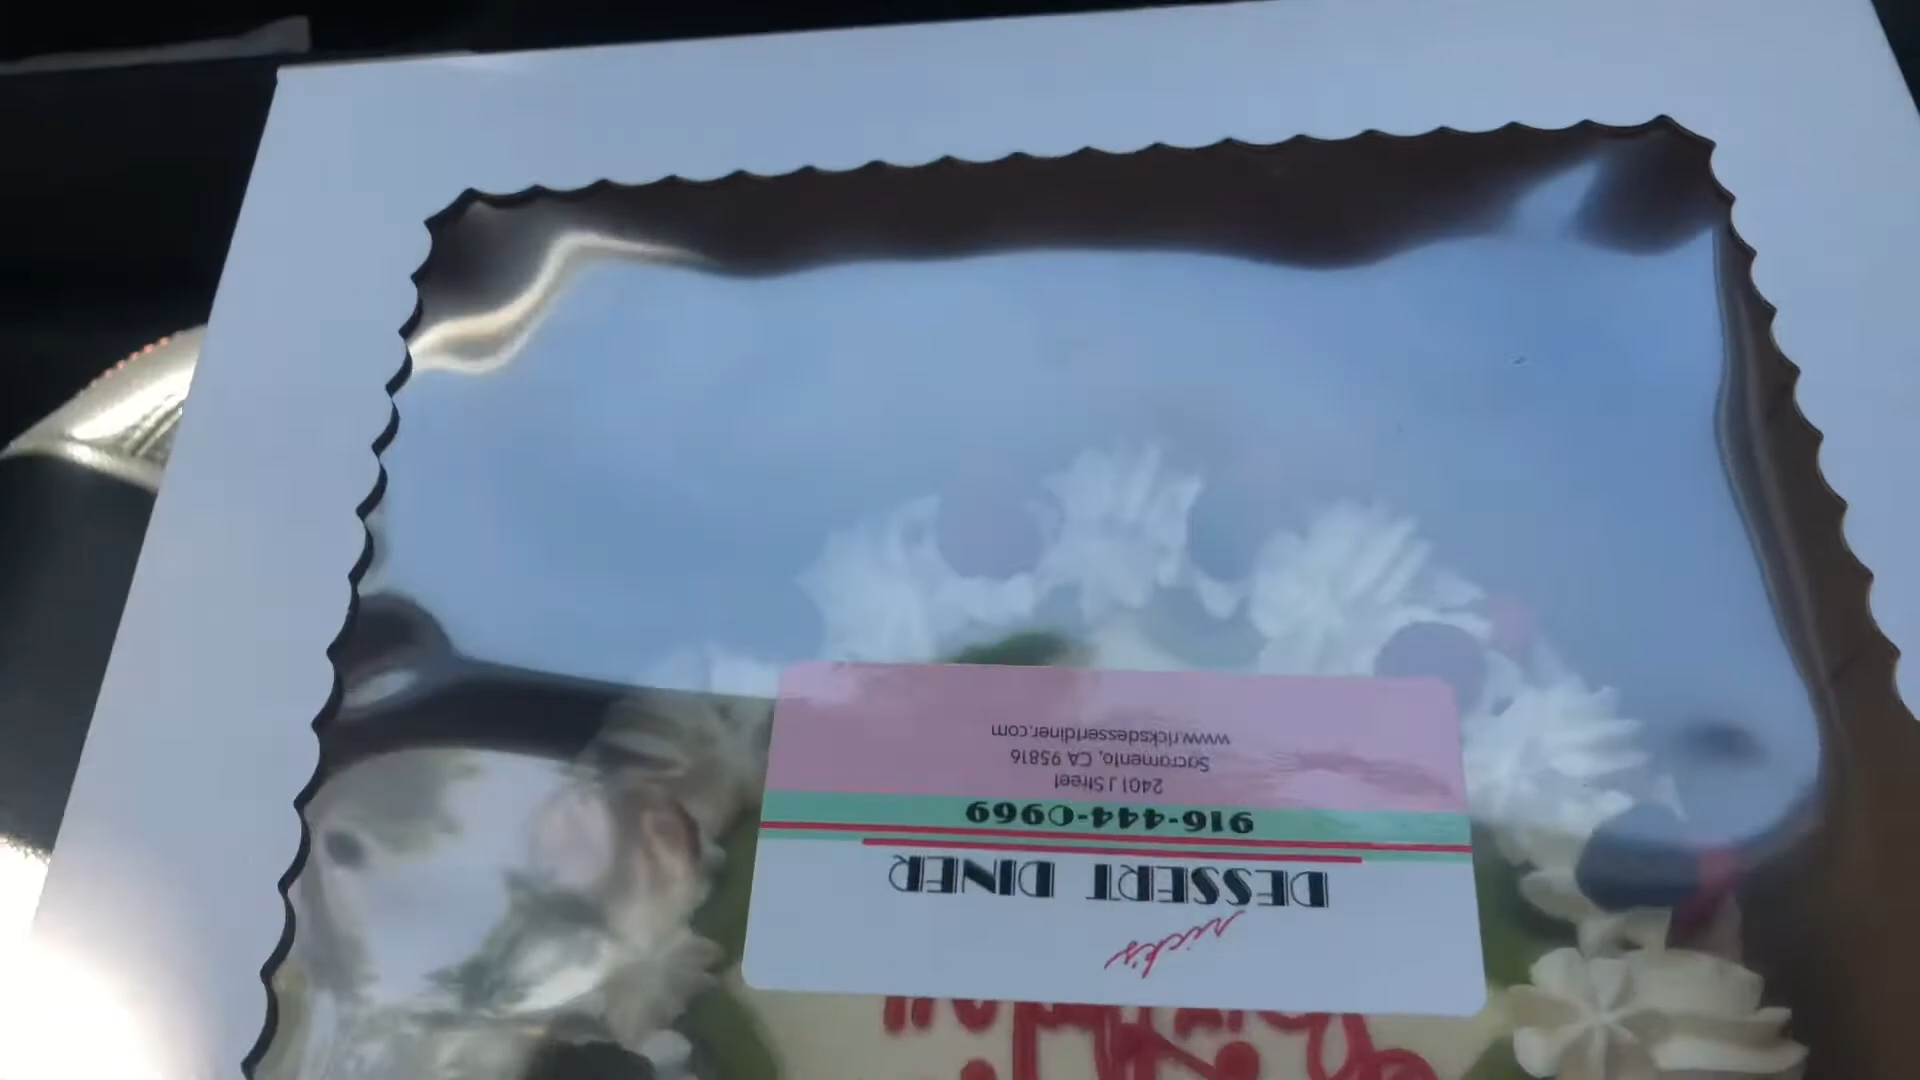 rick's
DESSERT DINER
916-444-0969
2401 J Street
Sacramento, CA 95816
www.ricksdessertdiner.com